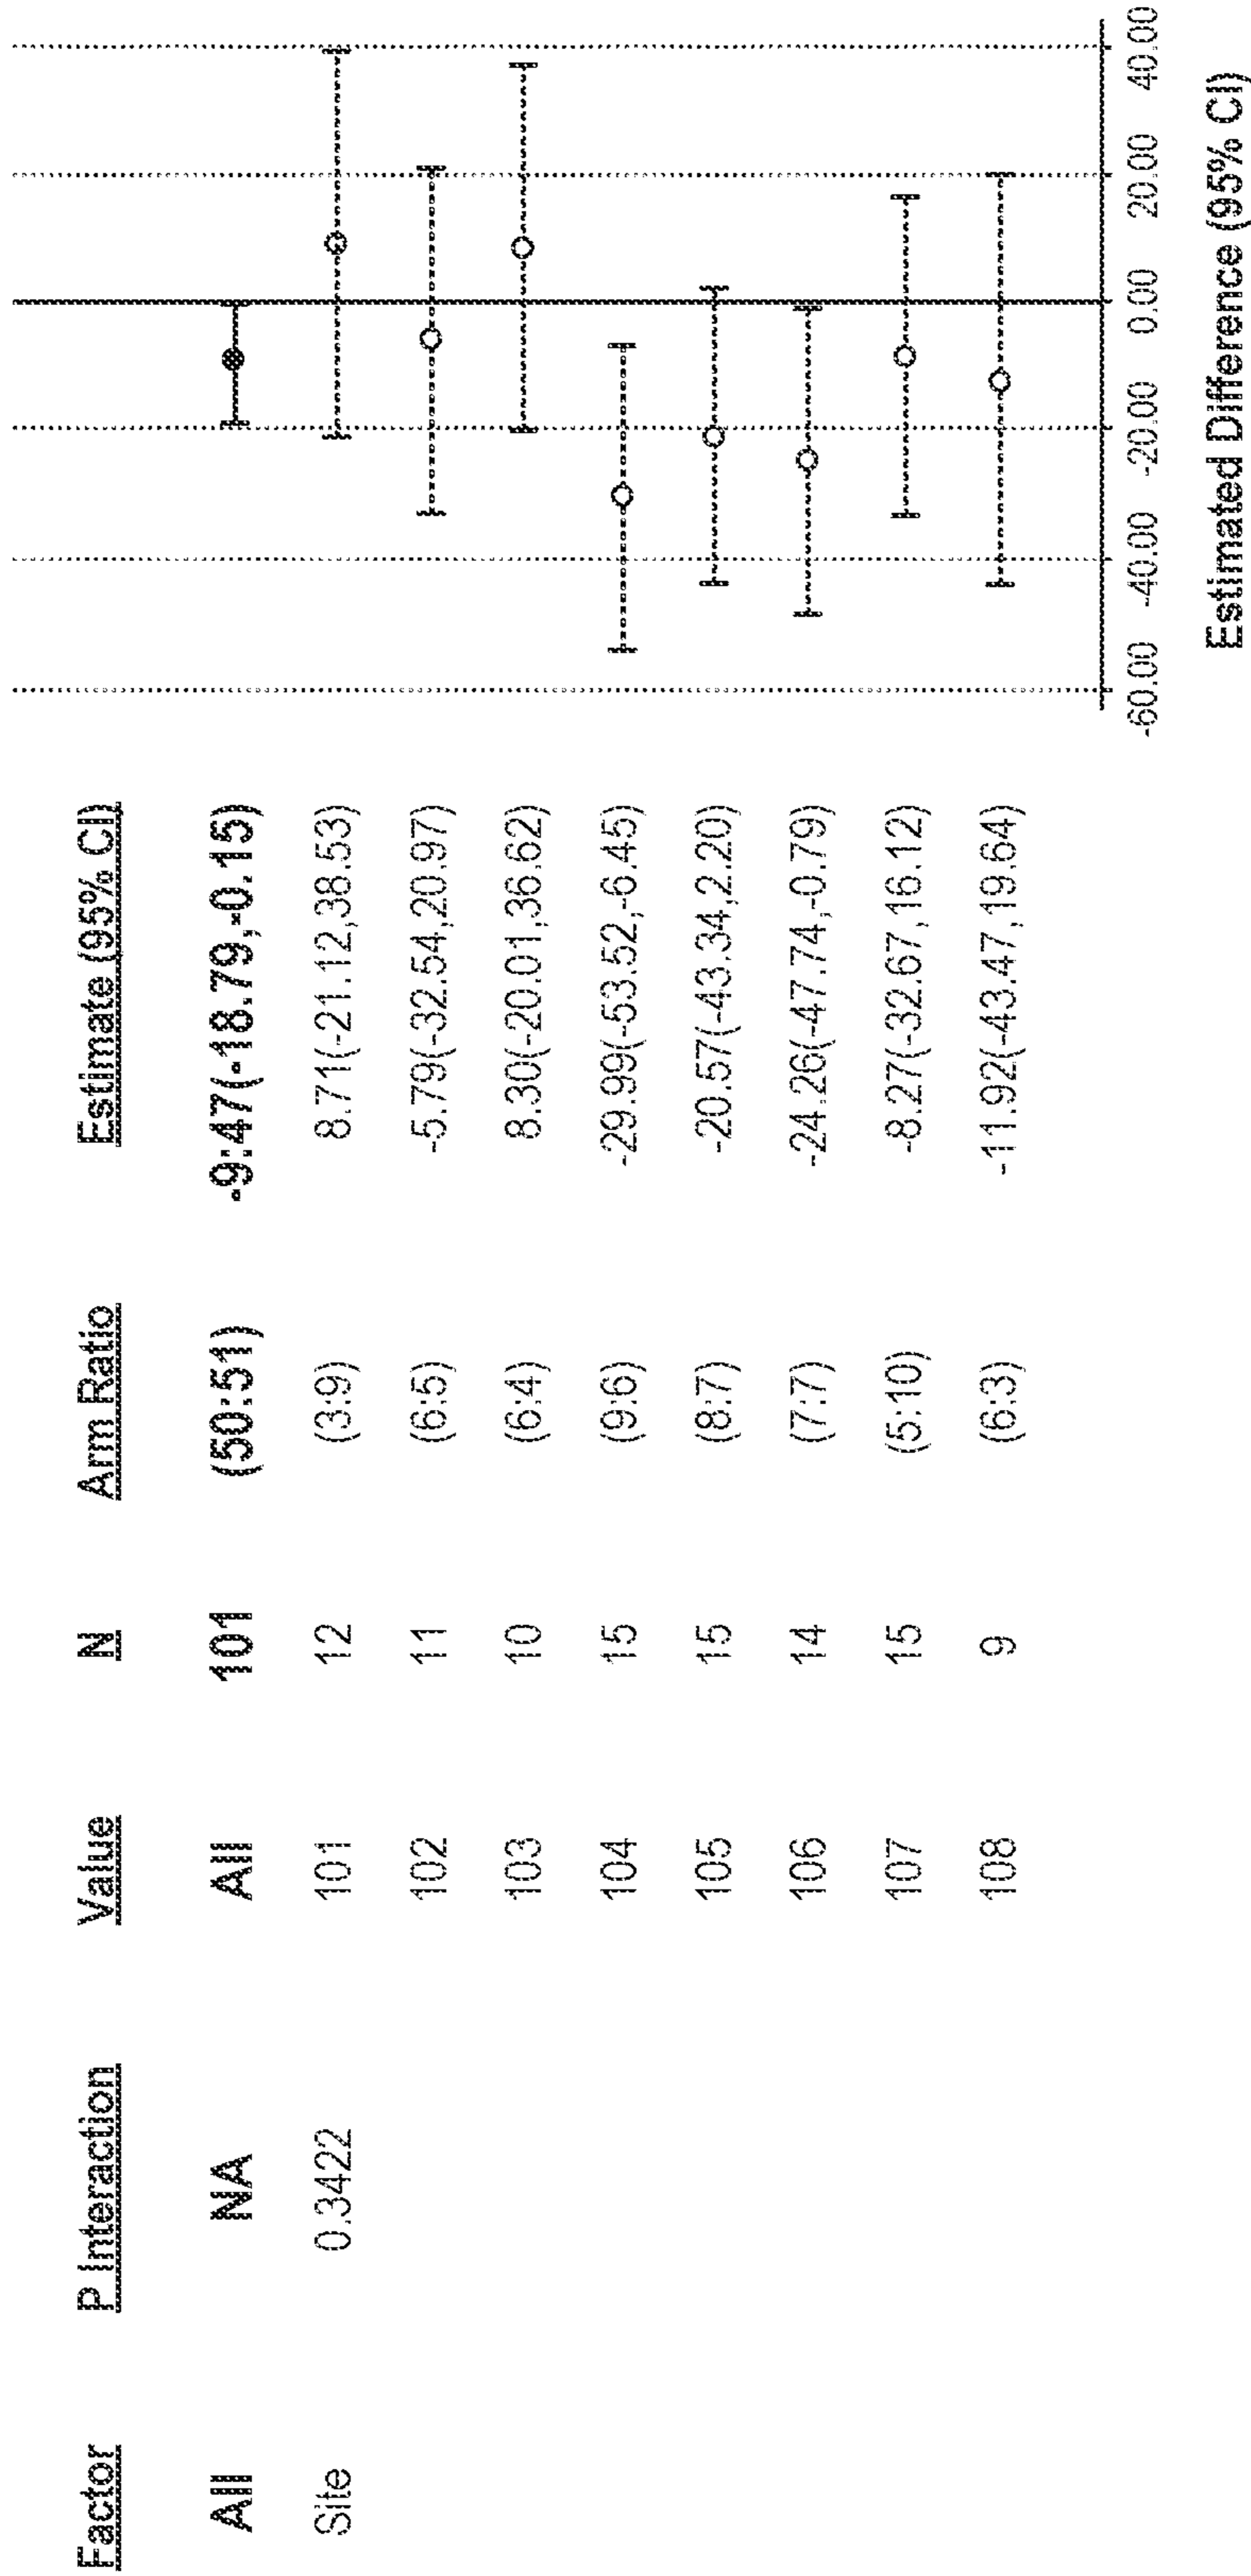 Factor P Interaction Value N Arm Ratio Estimate (95% CI)
All NA All 101 (50:51) -9:47(-18.79,-0.15)
Site 0.3422 101 12 (3:9) 8.71(-21.12,38.53)
102 11 (6:5) -5.79(-32.54,20.97)
103 10 (6:4) 8.30(-20.01,36.62)
104 15 (9:6) -29.99(-53.52,-6.45)
105 15 (8:7) -20.57(-43.34,2.20)
106 14 (7:7) -24.26(-47.74,-0.79)
107 15 (5:10) -8.27(-32.67,16.12)
108 9 (6:3) -11.92(-43.47,19.64)
-60.00 -40.00 -20.00 0.00 20.00 40.00
Estimated Difference (95% CI)